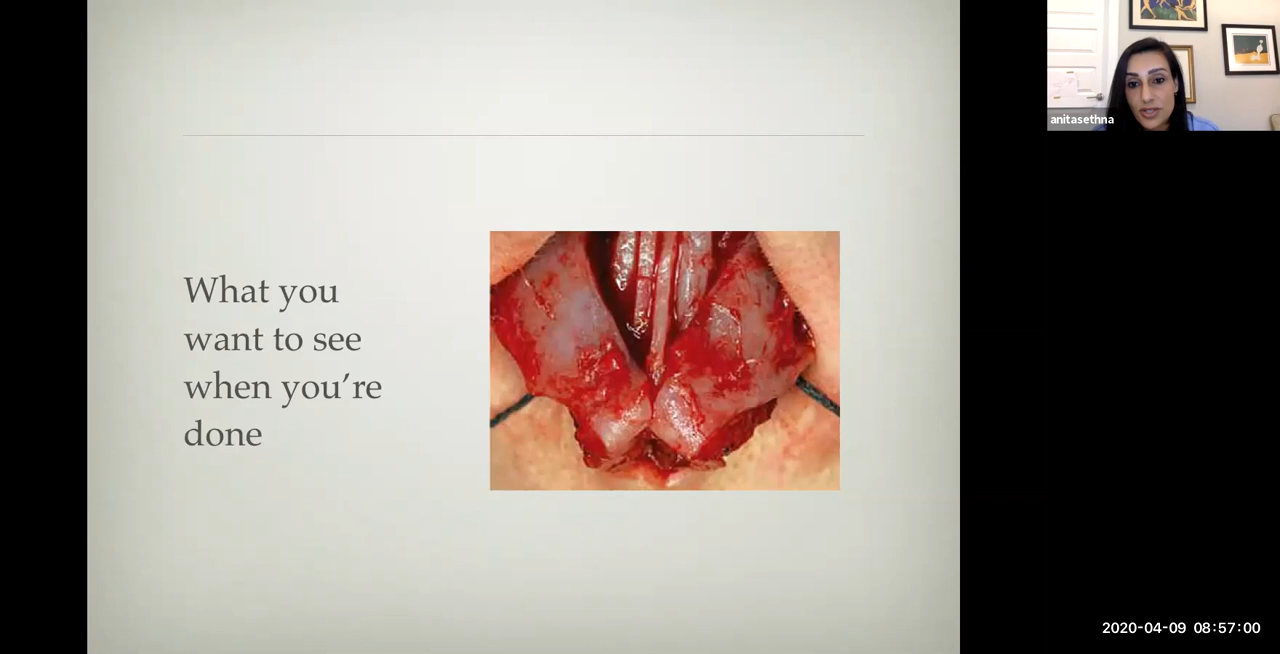 anitasethna
What you
want to see
when you’re
done
2020-04-09 08:57:00